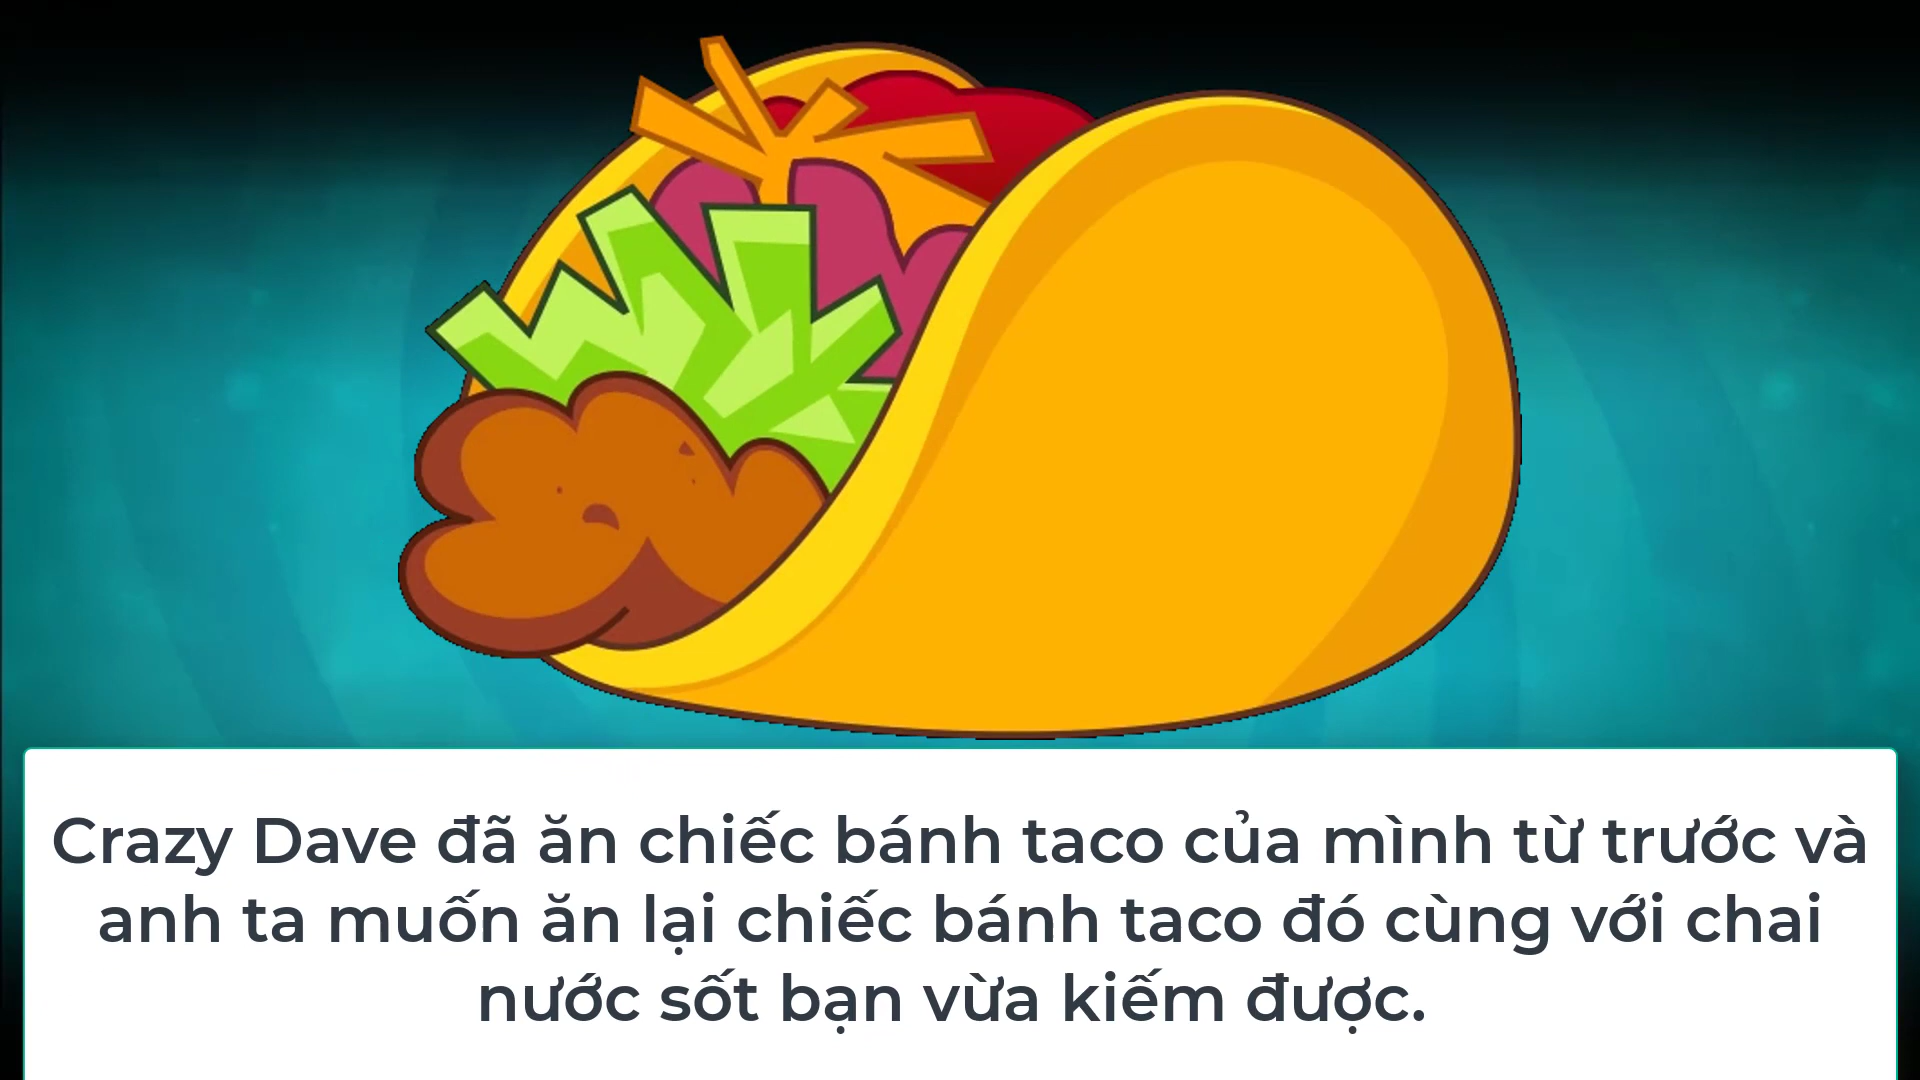 Crazy Dave đã ăn chiếc bánh taco của mình từ trước và
anh ta muốn ăn lại chiếc bánh taco đó cùng với chai
nước sốt bạn vừa kiếm được.